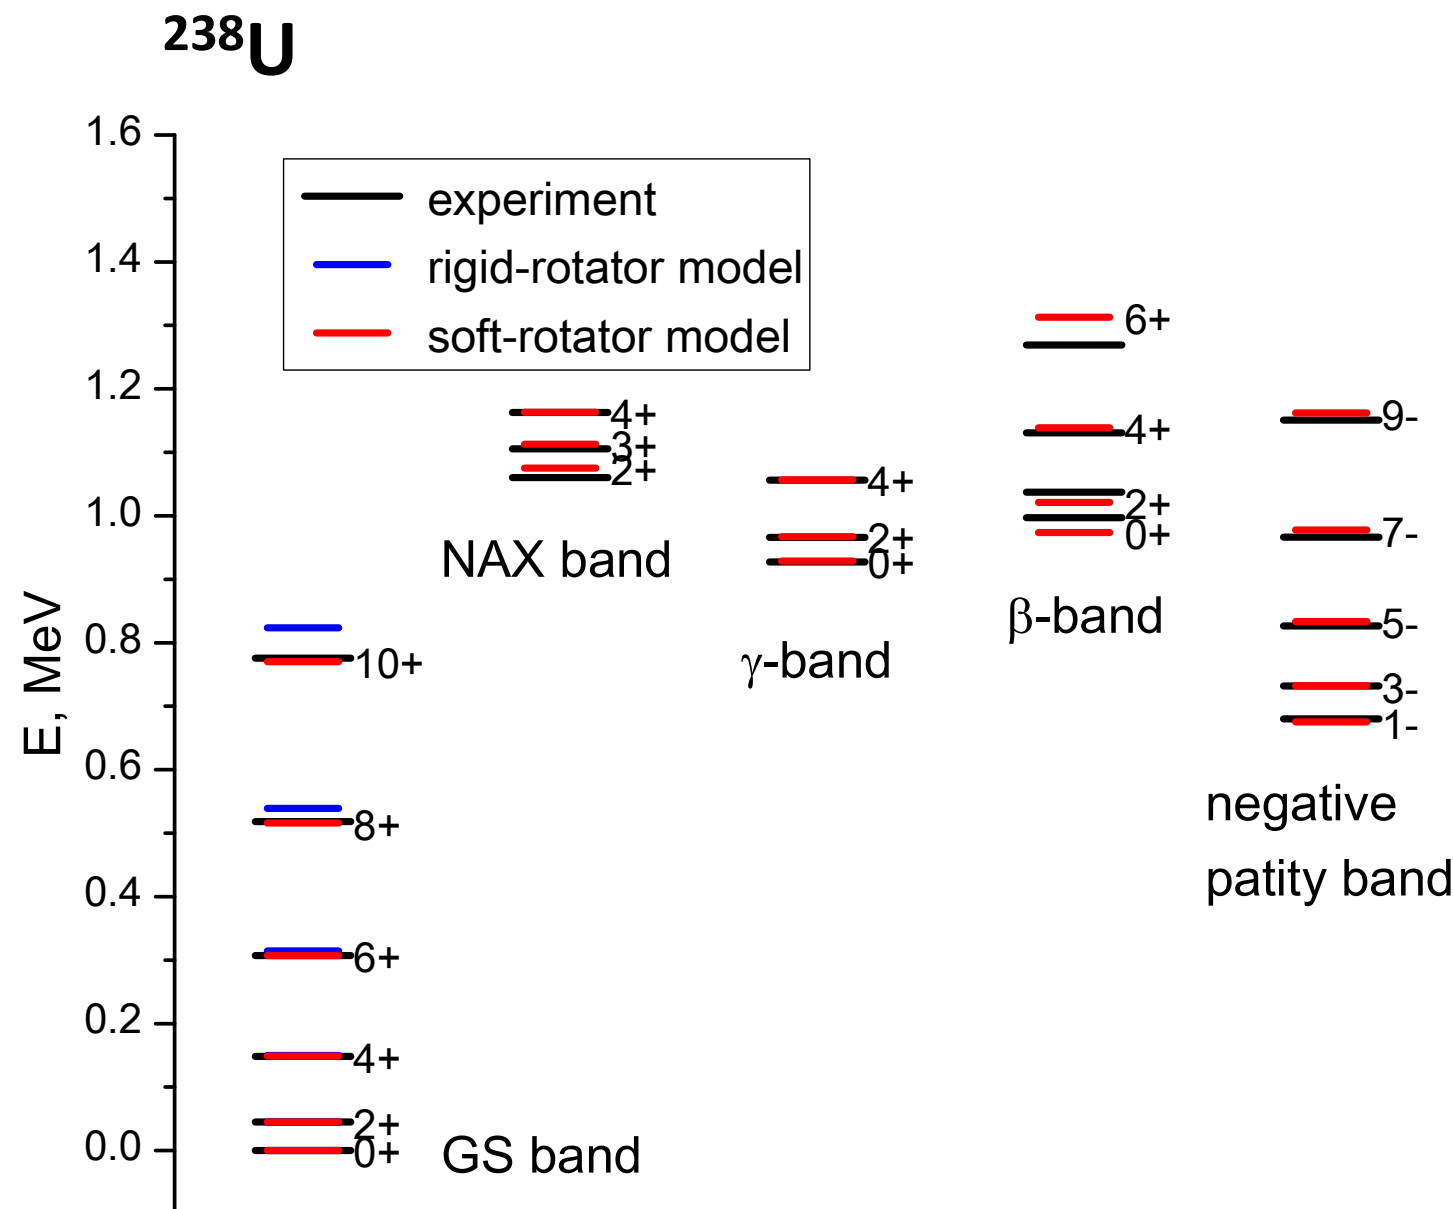 238U
1.6
1.4
1.2
1.0
0.8
0.6
0.4
0.2
0.0
E, MeV
experiment
rigid-rotator model
soft-rotator model
10+
8+
6+
4+
2+
0+
GS band
4+
3+
2+
NAX band
4+
2+
0+
γ-band
6+
4+
2+
0+
β-band
9-
7-
5-
3-
1-
negative
patity band